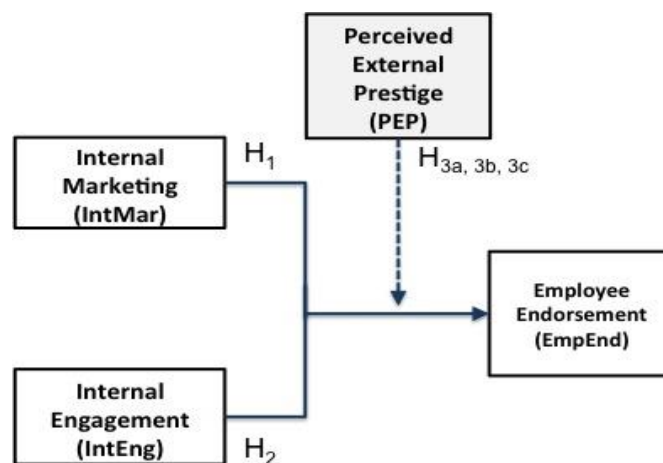 Perceived
External
Prestige
(PEP)
Internal
Marketing
(IntMar)
H1
H3a, 3b, 3c
Employee
Endorsement
(EmpEnd)
Internal
Engagement
(IntEng)
H2